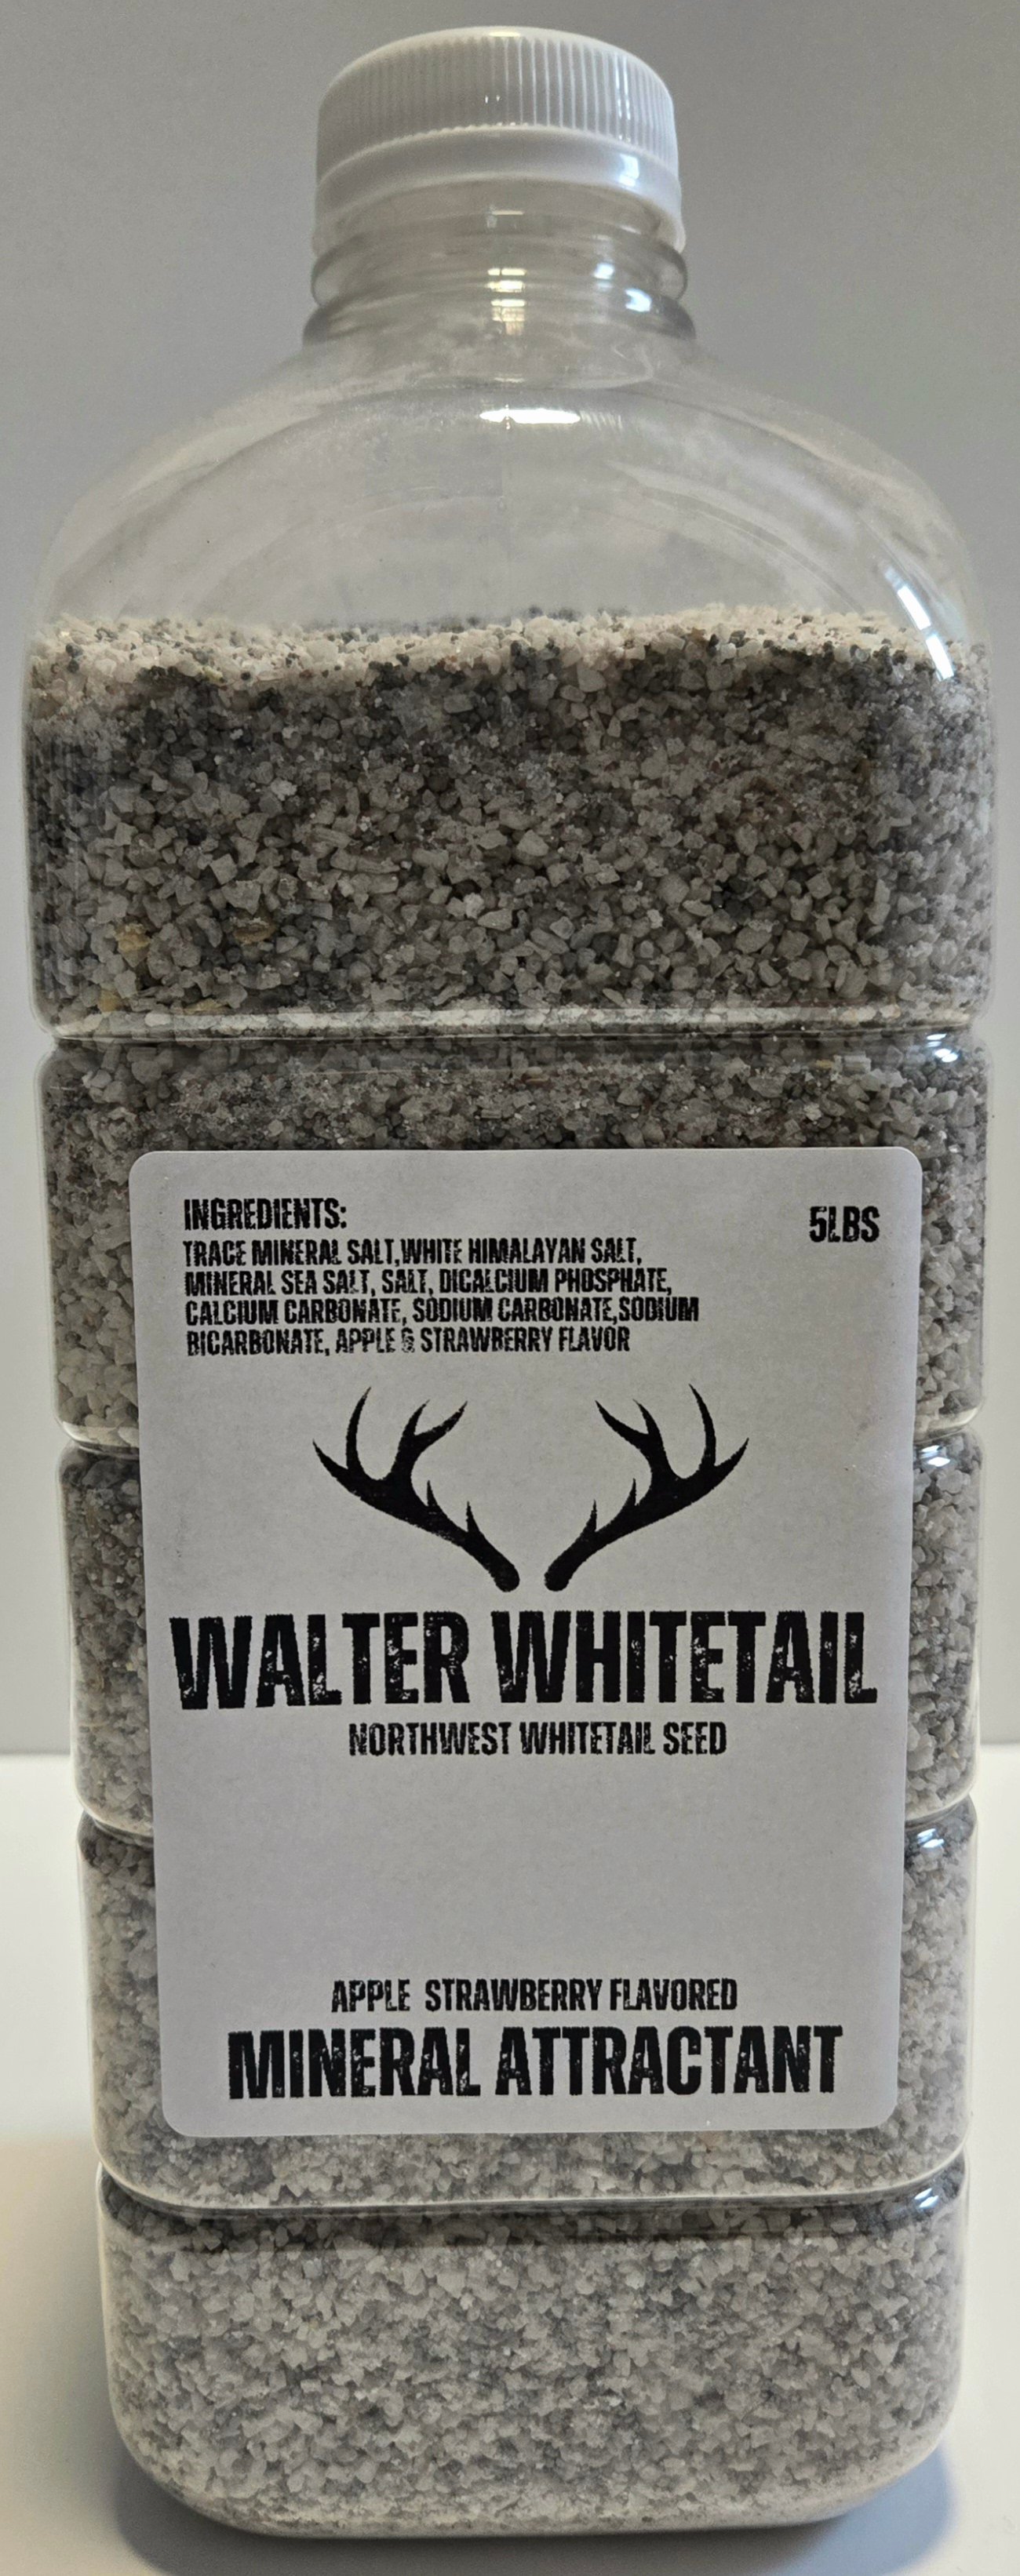 INGREDIENTS:
5LBS
TRACE MINERAL SALT,WHITE HIMALAYAN SALT,
MINERAL SEA SALT, SALT, DICALCIUM PHOSPHATE,
CALCIUM CARBONATE, SODIUM CARBONATE,SODIUM
BICARBONATE, APPLE & STRAWBERRY FLAVOR
WALTER WHITETAIL
NORTHWEST WHITETAIL SEED
APPLE STRAWBERRY FLAVORED
MINERAL ATTRACTANT